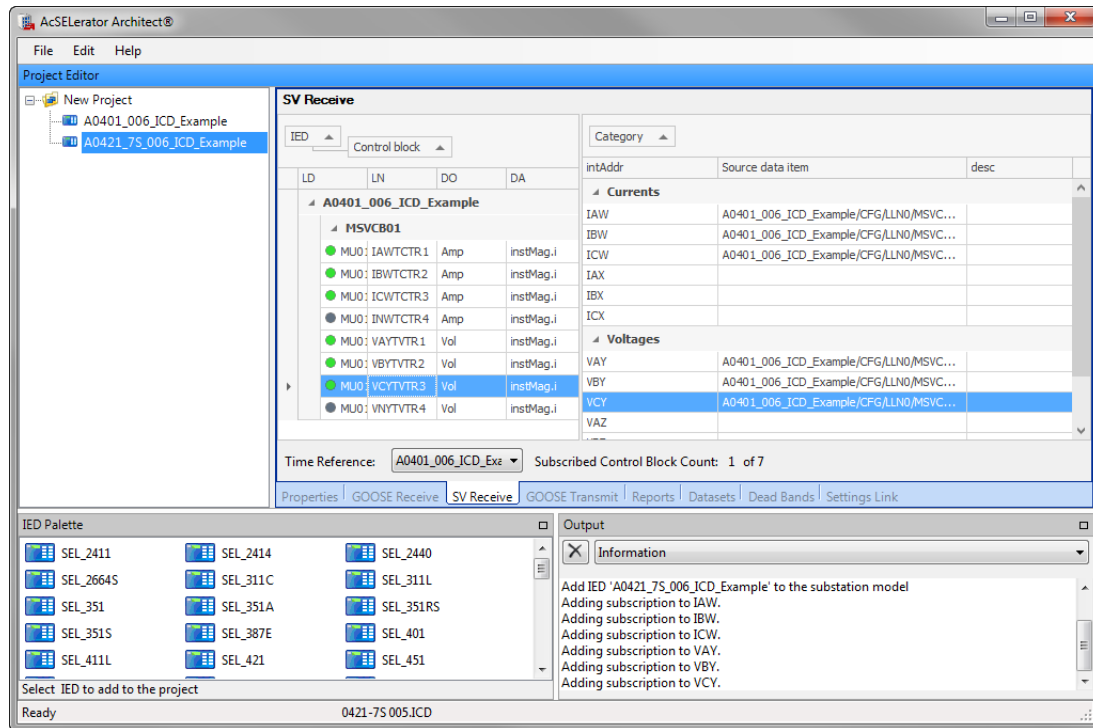 AcSELerator Architect®
File Edit Help
Project Editor
New Project
A0401_006_ICD_Example
A0421_7S_006_ICD_Example
SV Receive
IED
Control block
LD LN DO DA
A0401_006_ICD_Example
MSVCB01
MU01 IAWTCTR1 Amp instMag.i
MU01 IBWTCTR2 Amp instMag.i
MU01 ICWTCTR3 Amp instMag.i
MU01 INWTCTR4 Amp instMag.i
MU01 VAYTVTR1 Vol instMag.i
MU01 VBYTVTR2 Vol instMag.i
MU01 VCYTVTR3 Vol instMag.i
MU01 VNYTVTR4 Vol instMag.i
Category
intAddr Source data item desc
Currents
IAW A0401_006_ICD_Example/CFG/LLN0/MSVC...
IBW A0401_006_ICD_Example/CFG/LLN0/MSVC...
ICW A0401_006_ICD_Example/CFG/LLN0/MSVC...
IAX
IBX
ICX
Voltages
VAY A0401_006_ICD_Example/CFG/LLN0/MSVC...
VBY A0401_006_ICD_Example/CFG/LLN0/MSVC...
VCY A0401_006_ICD_Example/CFG/LLN0/MSVC...
VAZ
Time Reference: A0401_006_ICD_Exa Subscribed Control Block Count: 1 of 7
Properties GOOSE Receive SV Receive GOOSE Transmit Reports Datasets Dead Bands Settings Link
IED Palette
SEL_2411 SEL_2414 SEL_2440
SEL_2664S SEL_311C SEL_311L
SEL_351 SEL_351A SEL_351RS
SEL_351S SEL_387E SEL_401
SEL_411L SEL_421 SEL_451
Select IED to add to the project
Output
Information
Add IED 'A0421_7S_006_ICD_Example' to the substation model
Adding subscription to IAW.
Adding subscription to IBW.
Adding subscription to ICW.
Adding subscription to VAY.
Adding subscription to VBY.
Adding subscription to VCY.
Ready 0421-7S 005.ICD